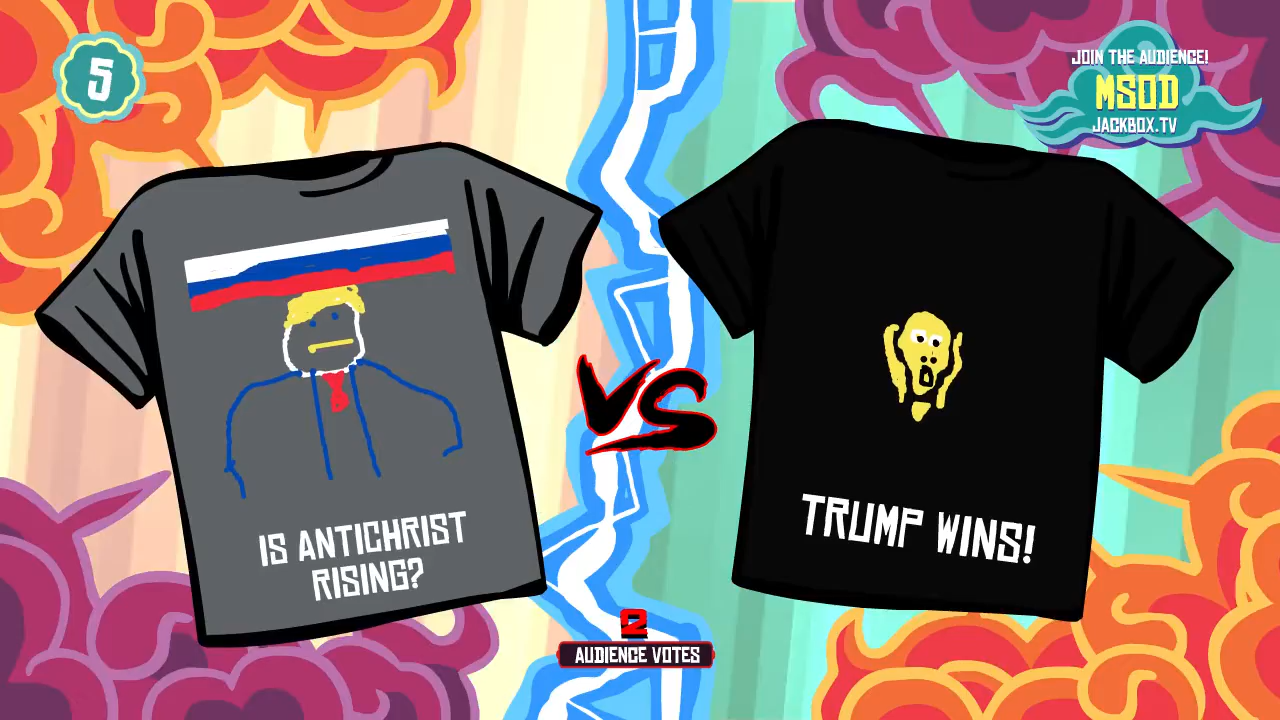 5
JOIN THE AUDIENCE!
MSOD
JACKBOX.TV
IS ANTICHRIST
RISING?
VS
TRUMP WINS!
2
AUDIENCE VOTES